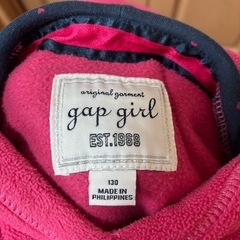 original garment
gap girl
EST.1969
130
MADE IN
PHILIPPINES